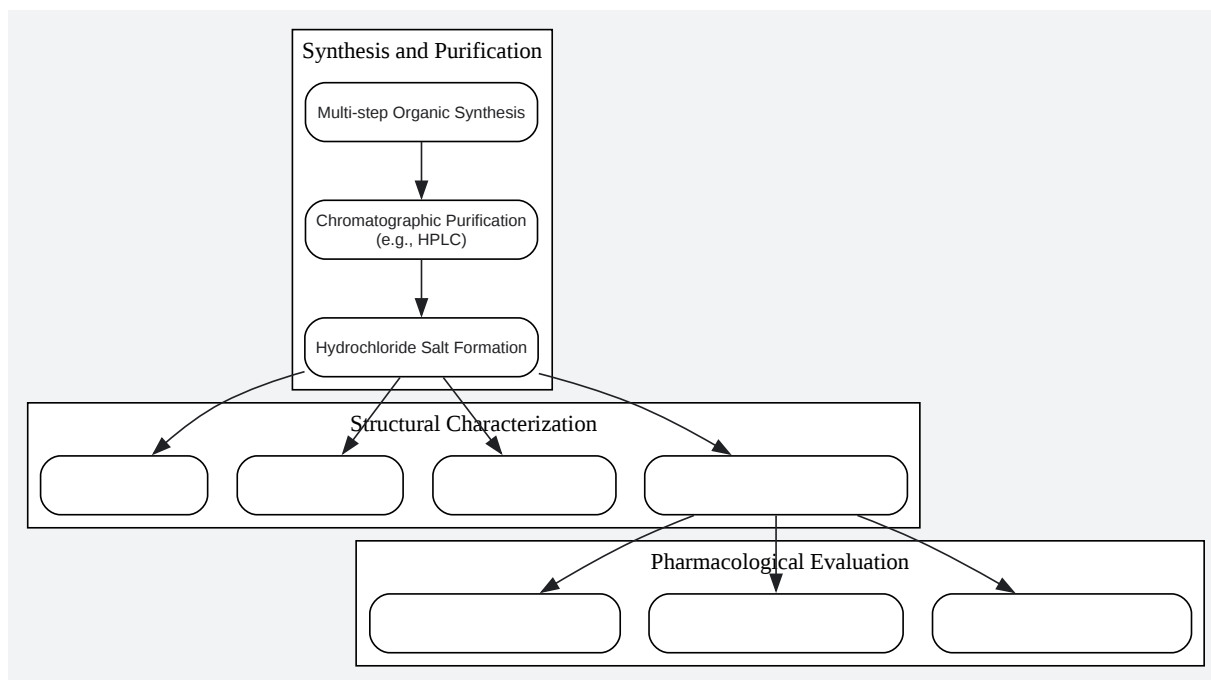 Synthesis and Purification
Multi-step Organic Synthesis
Chromatographic Purification
(e.g., HPLC)
Hydrochloride Salt Formation
Structural Characterization
Pharmacological Evaluation